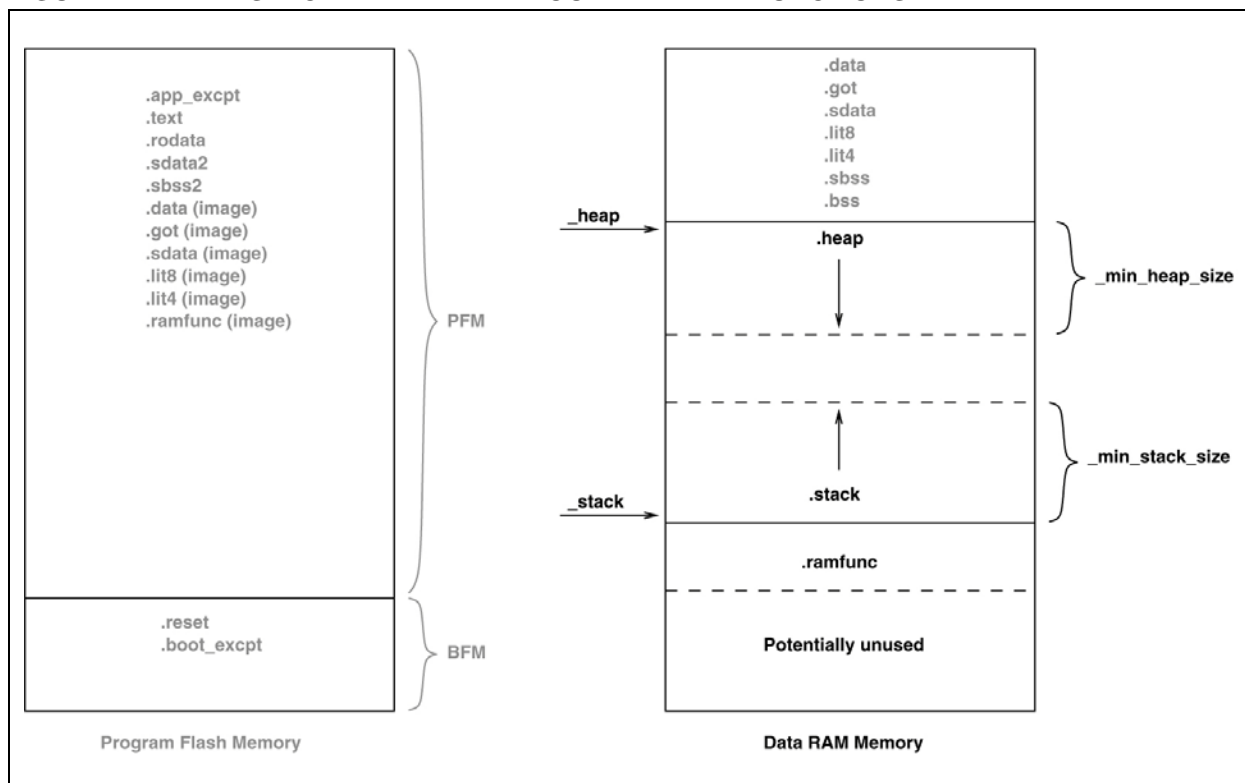 .app_excpt
.text
.rodata
.sdata2
.sbss2
.data (image)
.got (image)
.sdata (image)
.lit8 (image)
.lit4 (image)
.ramfunc (image)
PFM
.reset
.boot_excpt
BFM
Program Flash Memory
.data
.got
.sdata
.lit8
.lit4
.sbss
.bss
_heap
.heap
_min_heap_size
_min_stack_size
.stack
_stack
.ramfunc
Potentially unused
Data RAM Memory